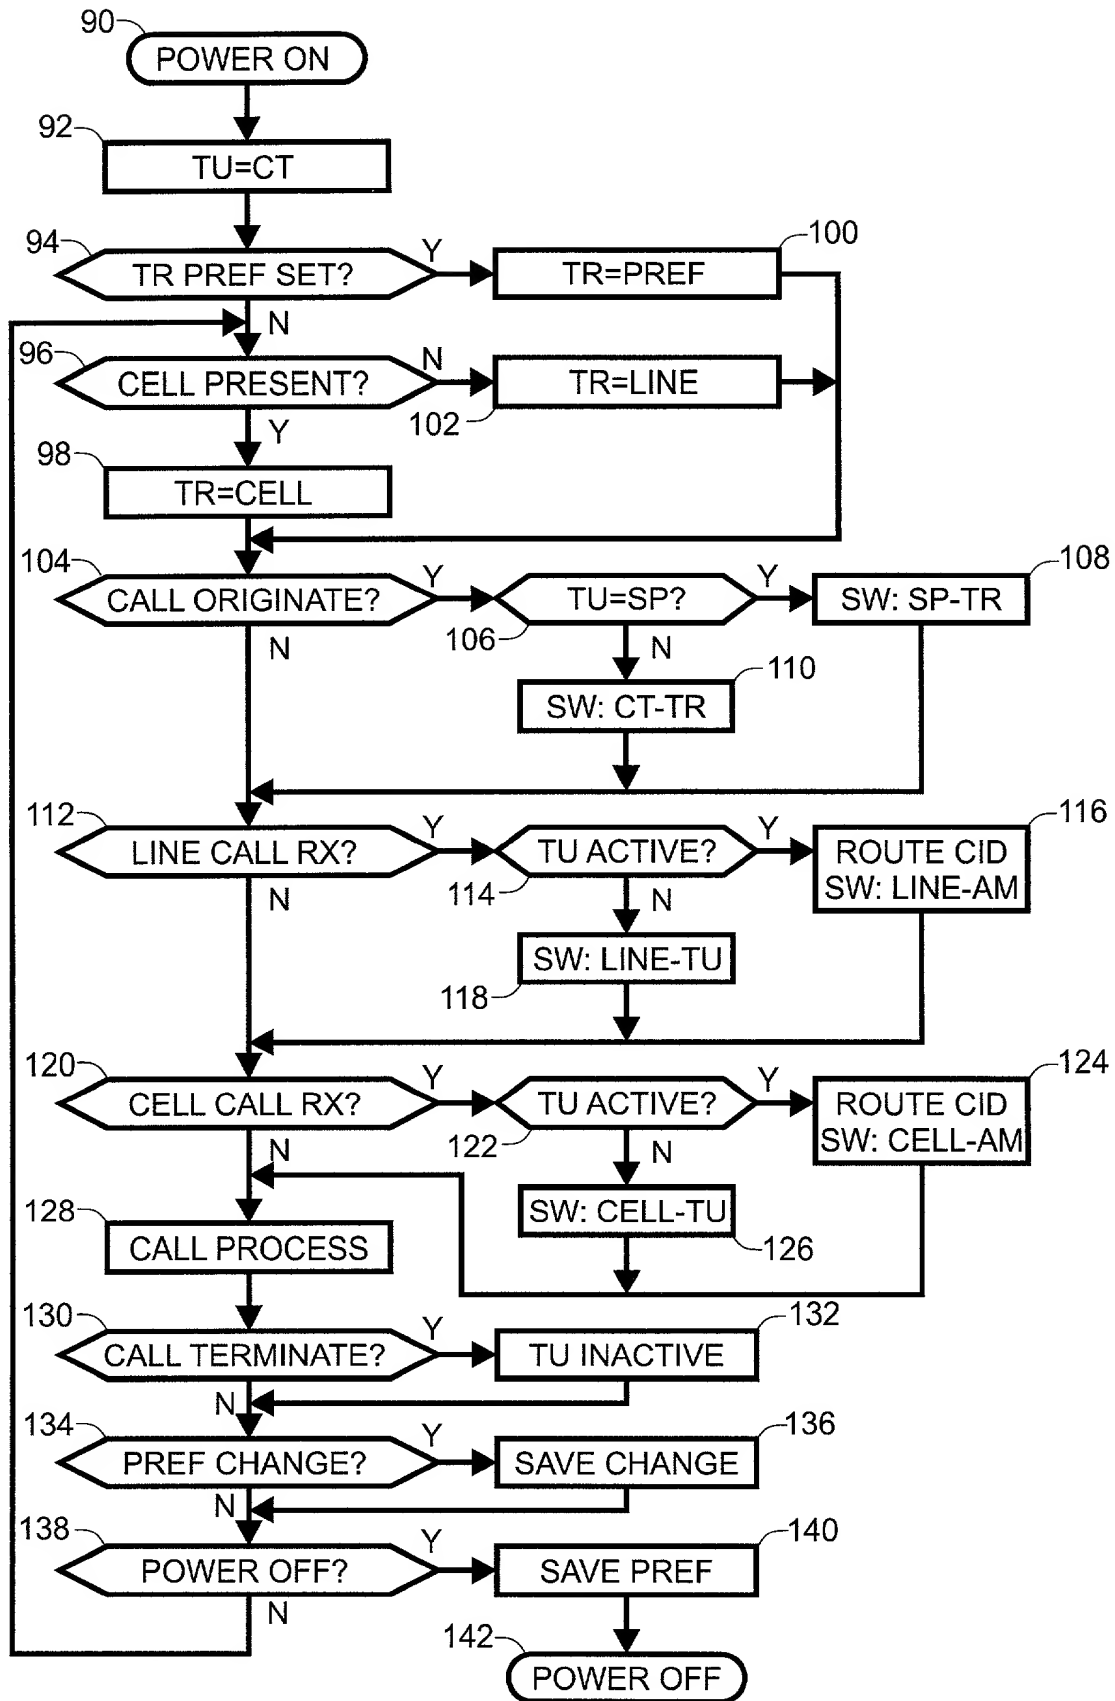 90
POWER ON
92
TU=CT
94
TR PREF SET?
Y
100
TR=PREF
N
96
CELL PRESENT?
N
102
TR=LINE
Y
98
TR=CELL
104
CALL ORIGINATE?
Y
TU=SP?
106
Y
108
SW: SP-TR
N
N
110
SW: CT-TR
112
LINE CALL RX?
Y
TU ACTIVE?
114
Y
116
ROUTE CID
SW: LINE-AM
N
N
SW: LINE-TU
118
120
CELL CALL RX?
Y
TU ACTIVE?
122
Y
124
ROUTE CID
SW: CELL-AM
N
N
SW: CELL-TU
126
128
CALL PROCESS
130
CALL TERMINATE?
Y
132
TU INACTIVE
N
134
PREF CHANGE?
Y
136
SAVE CHANGE
N
138
POWER OFF?
Y
140
SAVE PREF
N
142
POWER OFF